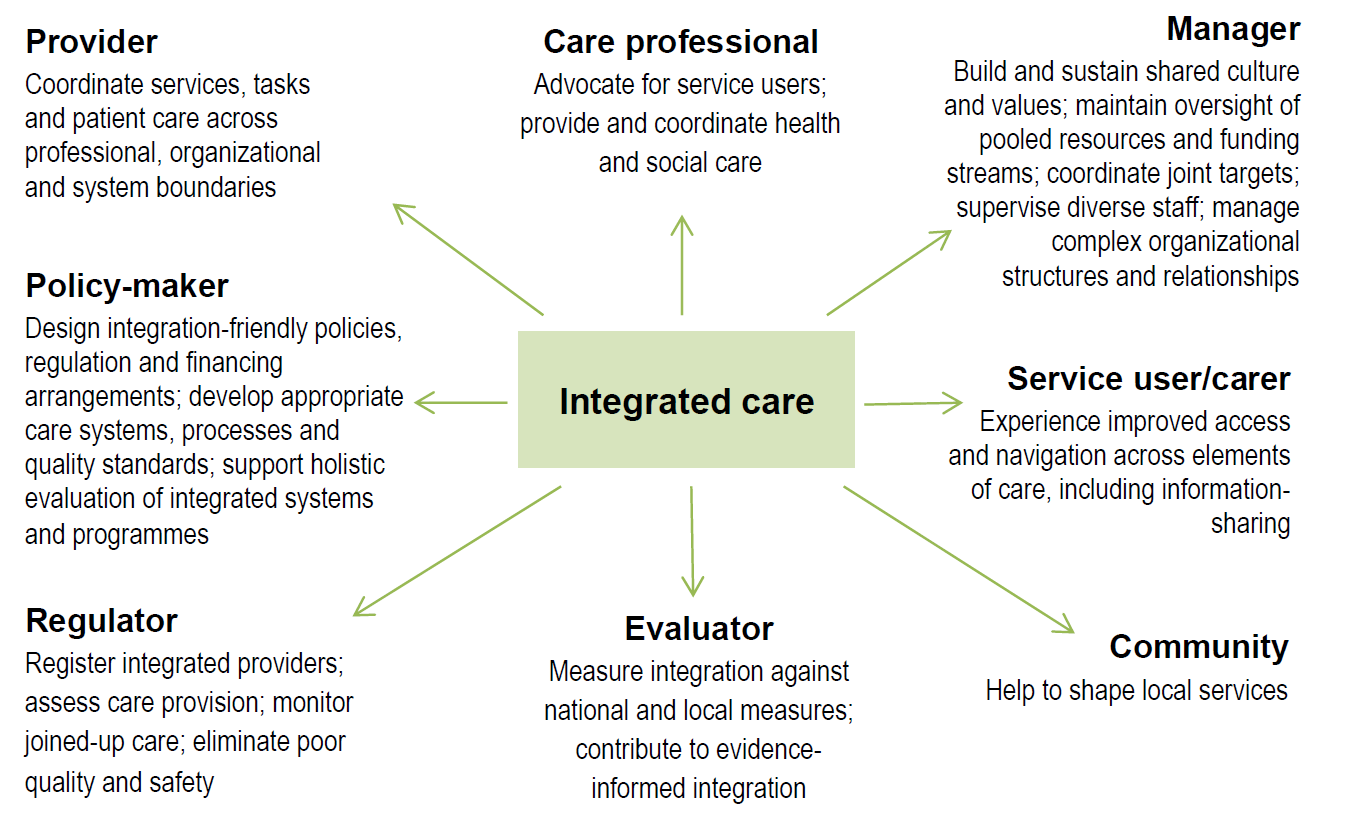 Provider
Coordinate services, tasks
and patient care across
professional, organizational
and system boundaries
Care professional
Advocate for service users;
provide and coordinate health
and social care
Manager
Build and sustain shared culture
and values; maintain oversight of
pooled resources and funding
streams; coordinate joint targets;
supervise diverse staff; manage
complex organizational
structures and relationships
Policy-maker
Design integration-friendly policies,
regulation and financing
arrangements; develop appropriate
care systems, processes and
quality standards; support holistic
evaluation of integrated systems
and programmes
Integrated care
Service user/carer
Experience improved access
and navigation across elements
of care, including information-
sharing
Regulator
Register integrated providers;
assess care provision; monitor
joined-up care; eliminate poor
quality and safety
Evaluator
Measure integration against
national and local measures;
contribute to evidence-
informed integration
Community
Help to shape local services